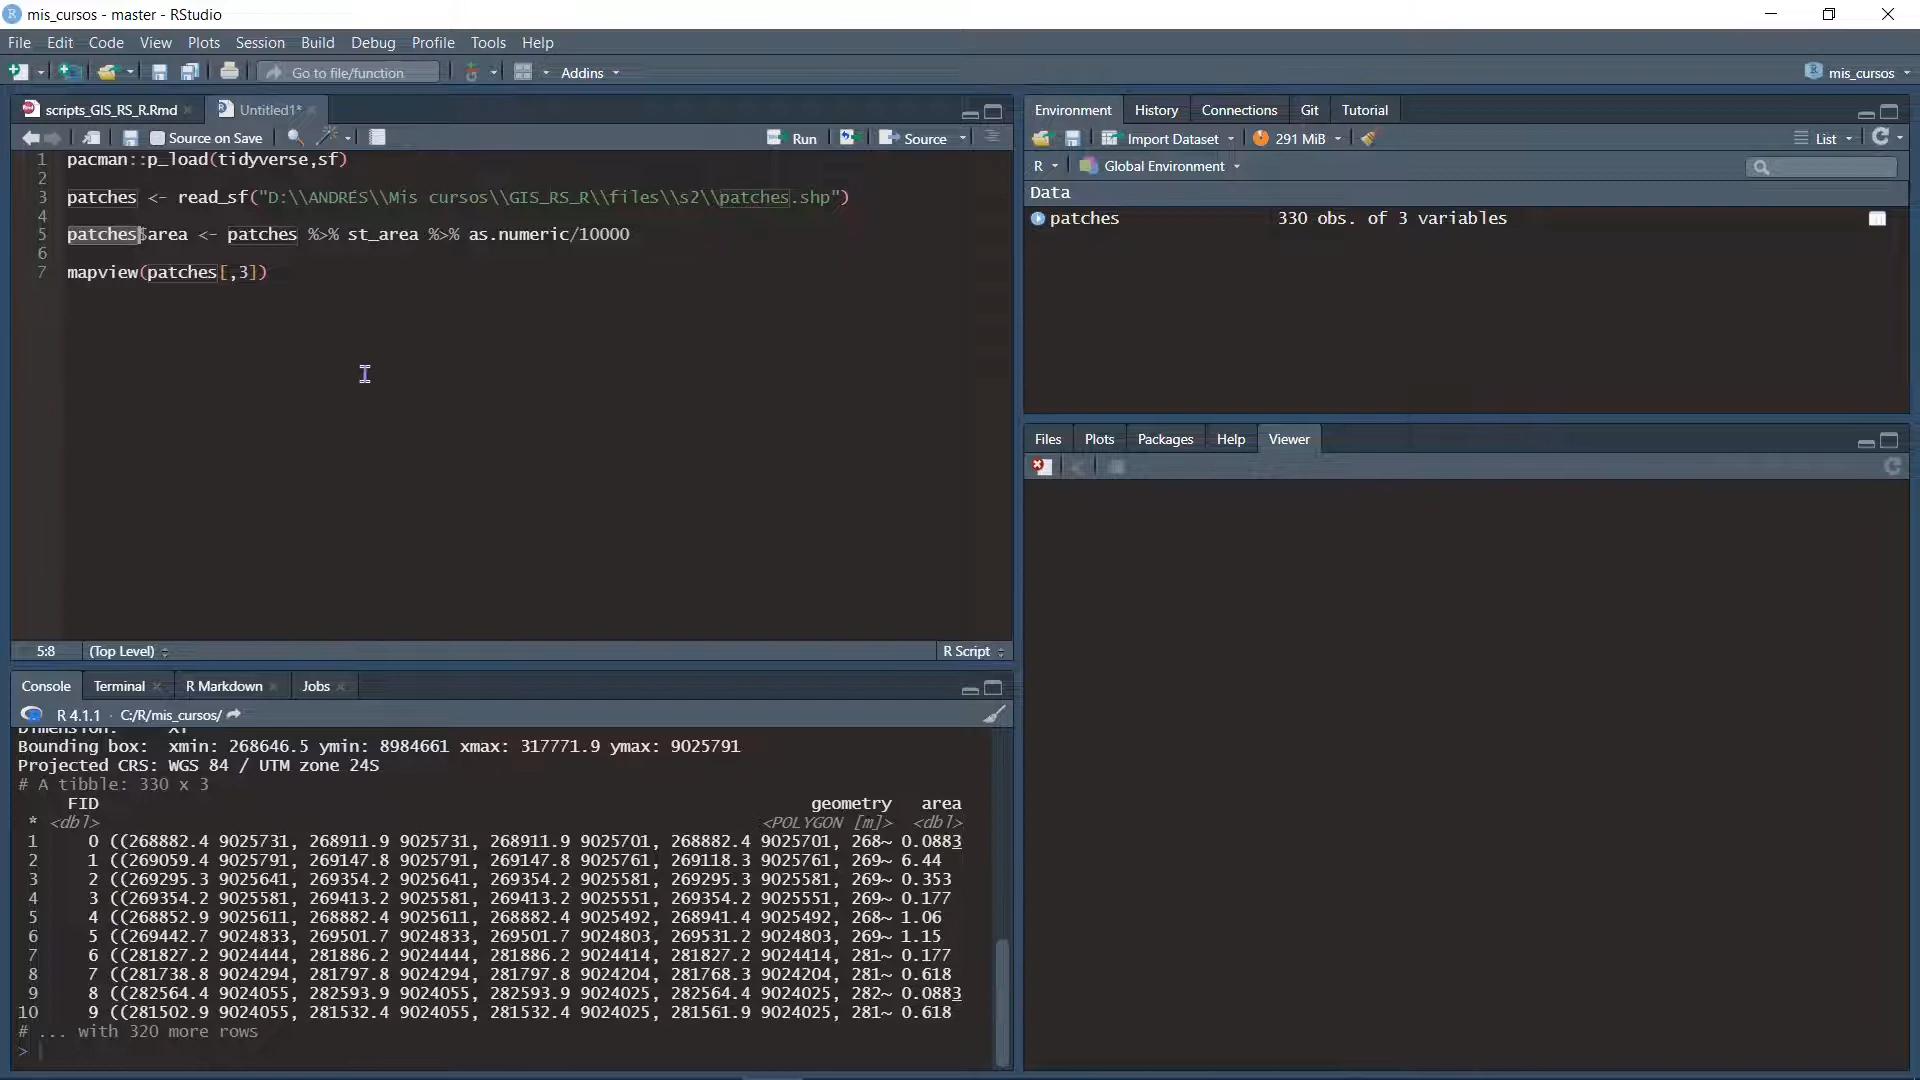 mis_cursos - master - RStudio
File Edit Code View Plots Session Build Debug Profile Tools Help
Go to file/function Addins mis_cursos
scripts_GIS_RS_R.Rmd Untitled1*
Source on Save Run Source
1 pacman::p_load(tidyverse,sf)
2
3 patches <- read_sf("D:\\ANDRÉS\\Mis cursos\\GIS_RS_R\\files\\s2\\patches.shp")
4
5 patches$area <- patches %>% st_area %>% as.numeric/10000
6
7 mapview(patches[,3])
5:8 (Top Level) R Script
Environment History Connections Git Tutorial
Import Dataset 291 MiB List
R Global Environment
Data
patches 330 obs. of 3 variables
Files Plots Packages Help Viewer
Console Terminal R Markdown Jobs
R 4.1.1 · C:/R/mis_cursos/
Dimension: XY
Bounding box: xmin: 268646.5 ymin: 8984661 xmax: 317771.9 ymax: 9025791
Projected CRS: WGS 84 / UTM zone 24S
# A tibble: 330 x 3
FID geometry area
* <dbl> <POLYGON [m]> <dbl>
1 0 ((268882.4 9025731, 268911.9 9025731, 268911.9 9025701, 268882.4 9025701, 268~ 0.0883
2 1 ((269059.4 9025791, 269147.8 9025791, 269147.8 9025761, 269118.3 9025761, 269~ 6.44
3 2 ((269295.3 9025641, 269354.2 9025641, 269354.2 9025581, 269295.3 9025581, 269~ 0.353
4 3 ((269354.2 9025581, 269413.2 9025581, 269413.2 9025551, 269354.2 9025551, 269~ 0.177
5 4 ((268852.9 9025611, 268882.4 9025611, 268882.4 9025492, 268941.4 9025492, 268~ 1.06
6 5 ((269442.7 9024833, 269501.7 9024833, 269501.7 9024803, 269531.2 9024803, 269~ 1.15
7 6 ((281827.2 9024444, 281886.2 9024444, 281886.2 9024414, 281827.2 9024414, 281~ 0.177
8 7 ((281738.8 9024294, 281797.8 9024294, 281797.8 9024204, 281768.3 9024204, 281~ 0.618
9 8 ((282564.4 9024055, 282593.9 9024055, 282593.9 9024025, 282564.4 9024025, 282~ 0.0883
10 9 ((281502.9 9024055, 281532.4 9024055, 281532.4 9024025, 281561.9 9024025, 281~ 0.618
# ... with 320 more rows
>